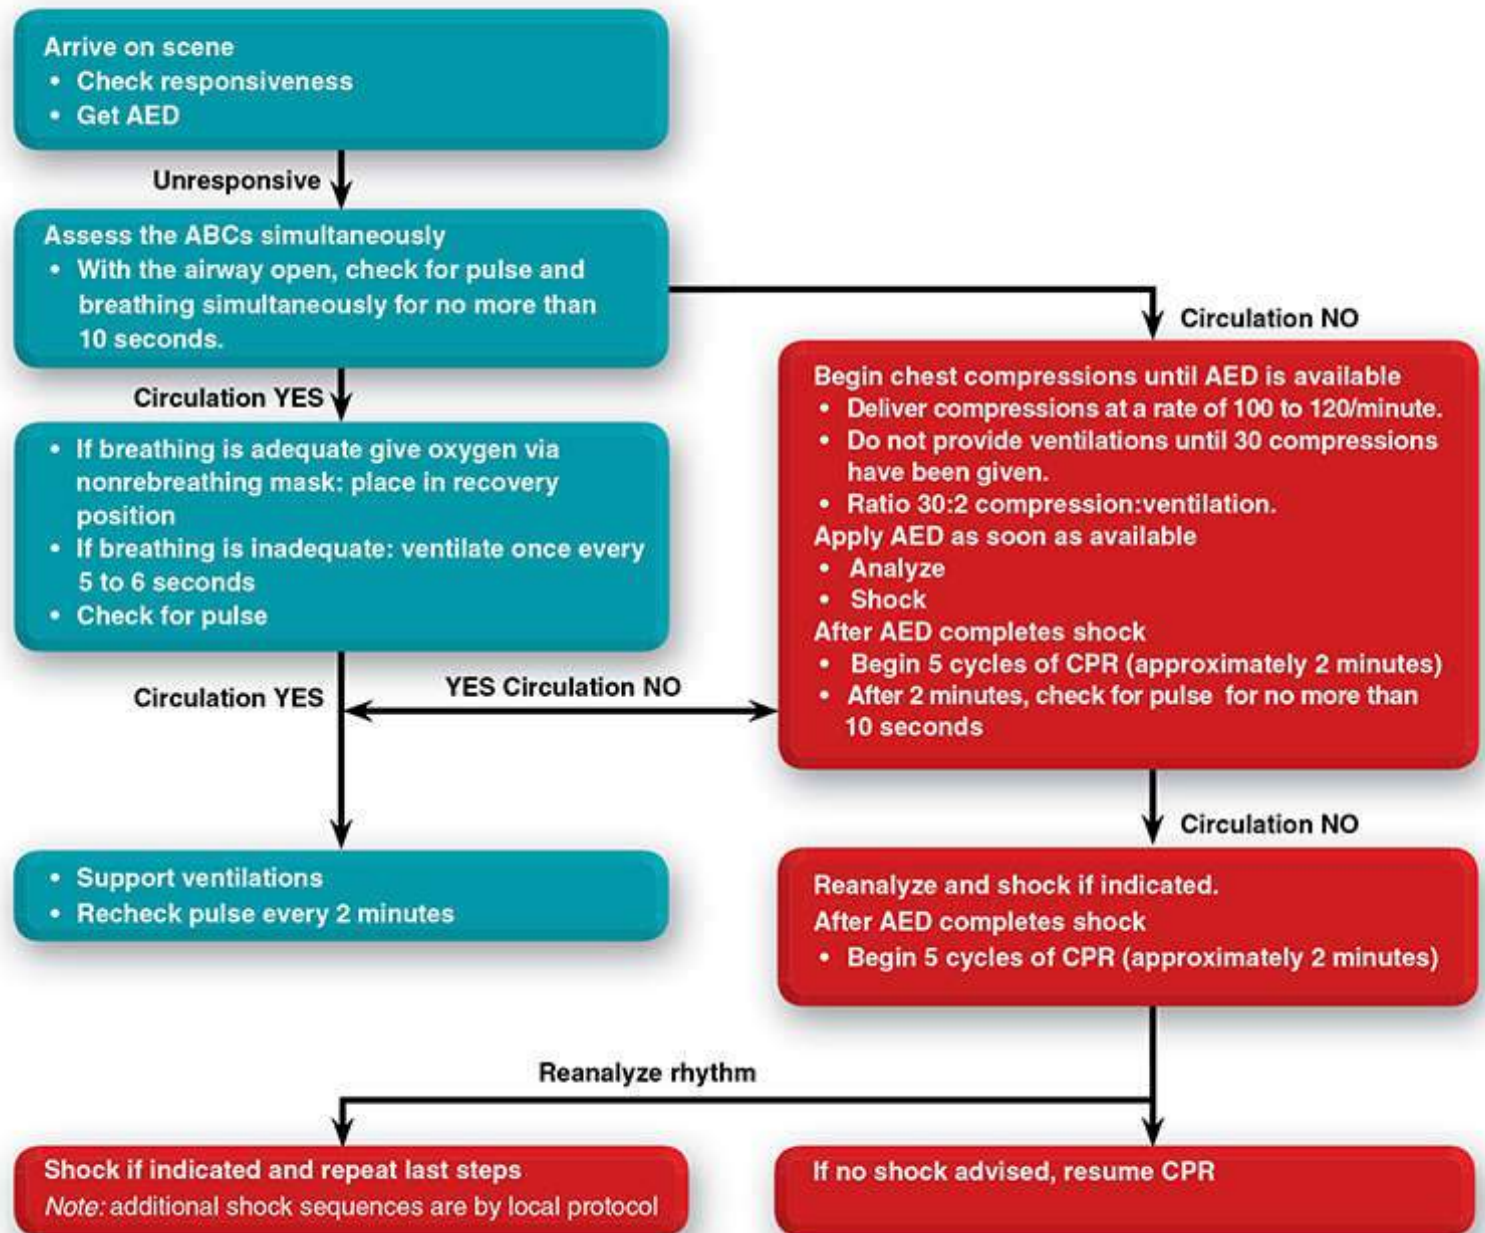 Arrive on scene
• Check responsiveness
• Get AED
Unresponsive
Assess the ABCs simultaneously
• With the airway open, check for pulse and
breathing simultaneously for no more than
10 seconds.
Circulation NO
Circulation YES
• If breathing is adequate give oxygen via
nonrebreathing mask: place in recovery
position
• If breathing is inadequate: ventilate once every
5 to 6 seconds
• Check for pulse
Begin chest compressions until AED is available
• Deliver compressions at a rate of 100 to 120/minute.
• Do not provide ventilations until 30 compressions
have been given.
• Ratio 30:2 compression:ventilation.
Apply AED as soon as available
• Analyze
• Shock
After AED completes shock
• Begin 5 cycles of CPR (approximately 2 minutes)
• After 2 minutes, check for pulse for no more than
10 seconds
Circulation YES
YES Circulation NO
Circulation NO
• Support ventilations
• Recheck pulse every 2 minutes
Reanalyze and shock if indicated.
After AED completes shock
• Begin 5 cycles of CPR (approximately 2 minutes)
Reanalyze rhythm
Shock if indicated and repeat last steps
Note: additional shock sequences are by local protocol
If no shock advised, resume CPR